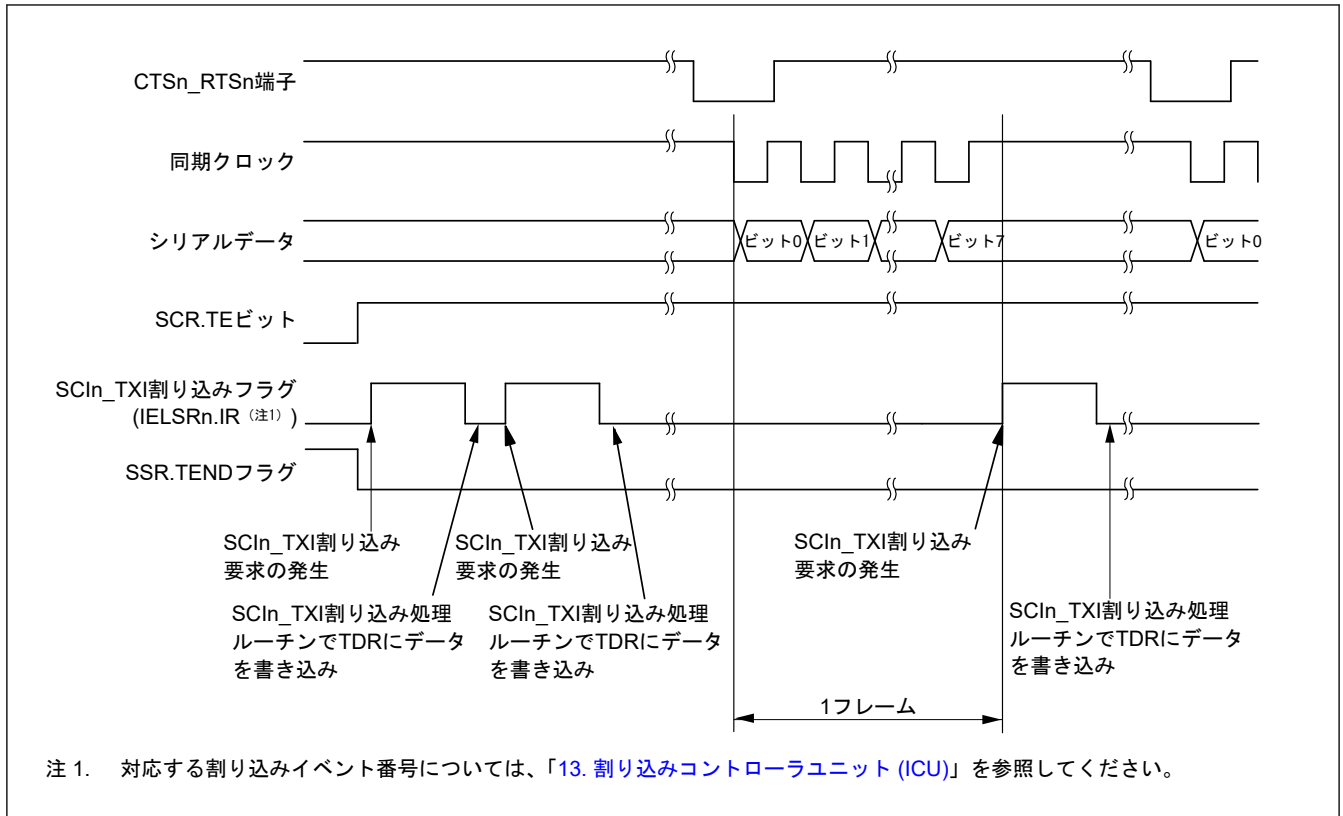 CTSn_RTSn端子
同期クロック
シリアルデータ
ビット0
ビット1
ビット7
ビット0
SCR.TEビット
SCIn_TXI割り込みフラグ
(IELSRn.IR（注1）)
SSR.TENDフラグ
SCIn_TXI割り込み
要求の発生
SCIn_TXI割り込み
要求の発生
SCIn_TXI割り込み
要求の発生
SCIn_TXI割り込み処理
ルーチンでTDRにデータ
を書き込み
SCIn_TXI割り込み処理
ルーチンでTDRにデータ
を書き込み
SCIn_TXI割り込み処理
ルーチンでTDRにデータ
を書き込み
1フレーム
注 1. 対応する割り込みイベント番号については、「13. 割り込みコントローラユニット (ICU)」を参照してください。